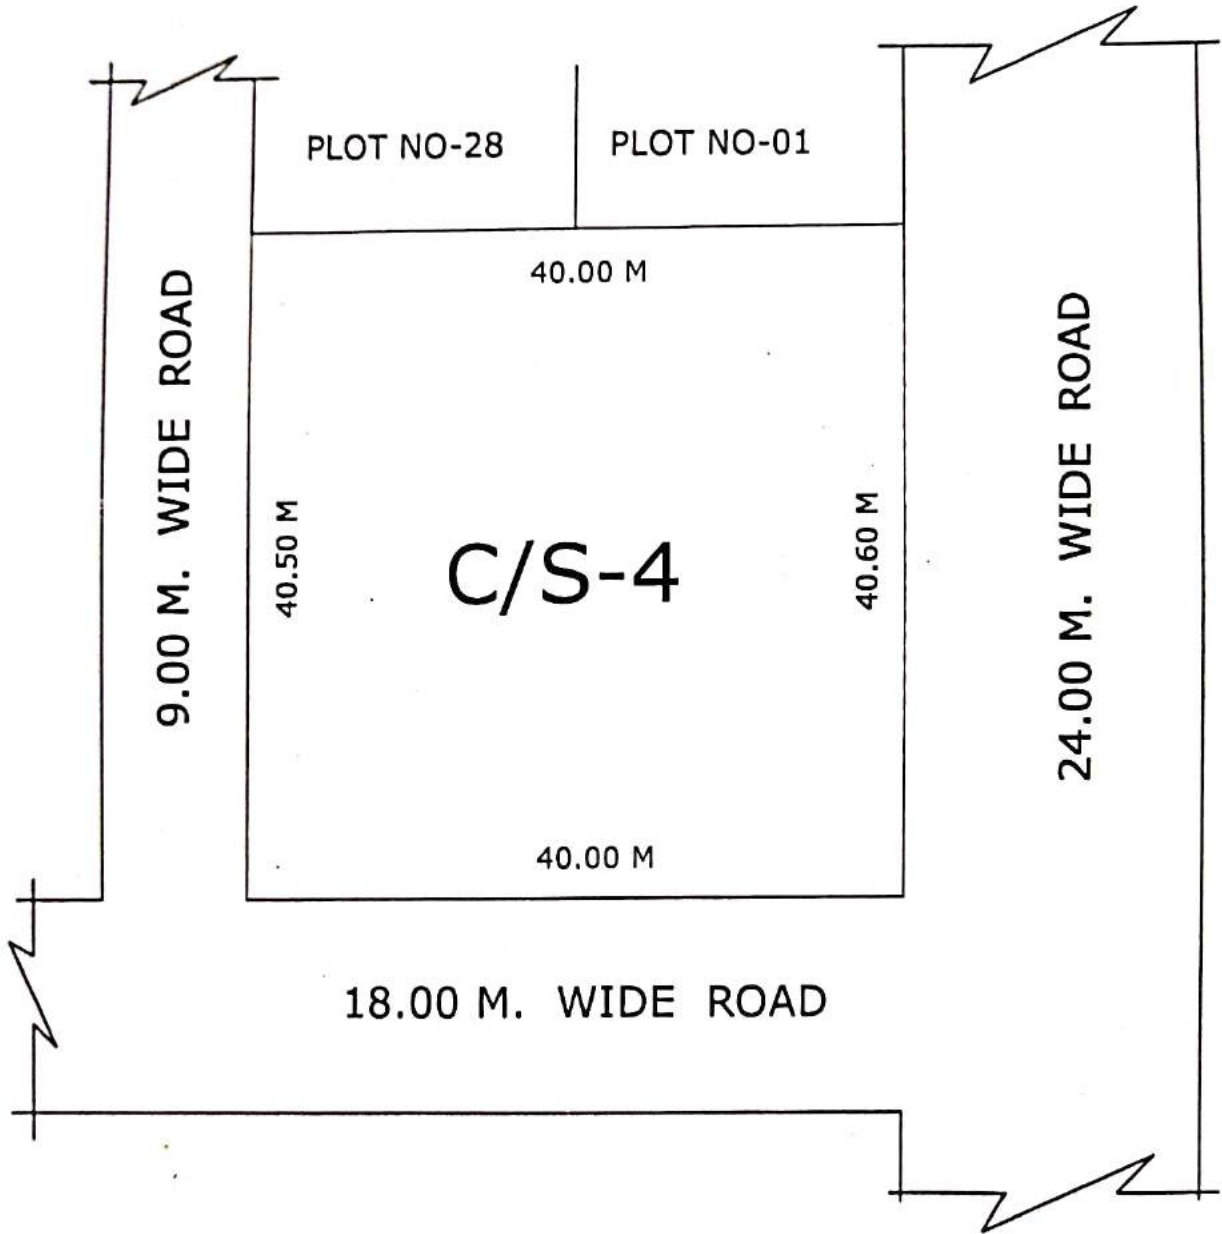 PLOT NO-28
PLOT NO-01
40.00 M
9.00 M. WIDE ROAD
40.50 M
C/S-4
40.60 M
24.00 M. WIDE ROAD
40.00 M
18.00 M. WIDE ROAD